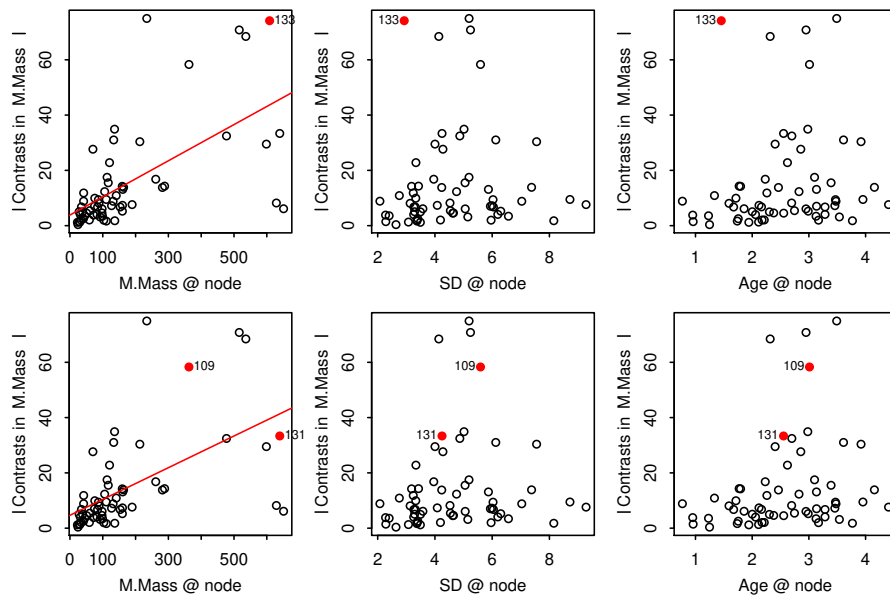 | Contrasts in M.Mass |
0 20 40 60
133
0 100 300 500
M.Mass @ node
| Contrasts in M.Mass |
0 20 40 60
133
2 4 6 8
SD @ node
| Contrasts in M.Mass |
0 20 40 60
133
1 2 3 4
Age @ node
| Contrasts in M.Mass |
0 20 40 60
109
131
0 100 300 500
M.Mass @ node
| Contrasts in M.Mass |
0 20 40 60
109
131
2 4 6 8
SD @ node
| Contrasts in M.Mass |
0 20 40 60
109
131
1 2 3 4
Age @ node